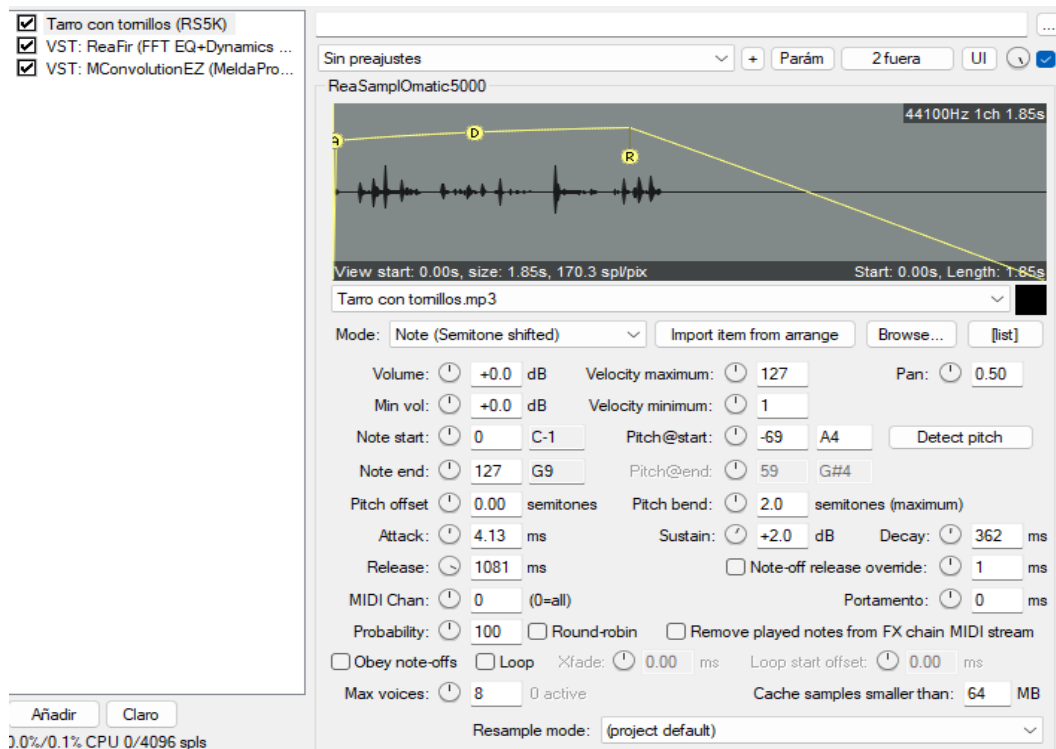 Tarro con tornillos (RS5K)
VST: ReaFir (FFT EQ+Dynamics ...
VST: MConvolutionEZ (MeldaPro...
...
Sin preajustes + Parám 2 fuera UI
ReaSamplOmatic5000
44100Hz 1ch 1.85s
A D R
View start: 0.00s, size: 1.85s, 170.3 spl/pix Start: 0.00s, Length: 1.85s
Tarro con tornillos.mp3
Mode: Note (Semitone shifted) Import item from arrange Browse... [list]
Volume: +0.0 dB Velocity maximum: 127 Pan: 0.50
Min vol: +0.0 dB Velocity minimum: 1
Note start: 0 C-1 Pitch@start: -69 A4 Detect pitch
Note end: 127 G9 Pitch@end: 59 G#4
Pitch offset 0.00 semitones Pitch bend: 2.0 semitones (maximum)
Attack: 4.13 ms Sustain: +2.0 dB Decay: 362 ms
Release: 1081 ms Note-off release override: 1 ms
MIDI Chan: 0 (0=all) Portamento: 0 ms
Probability: 100 Round-robin Remove played notes from FX chain MIDI stream
Obey note-offs Loop Xfade: 0.00 ms Loop start offset: 0.00 ms
Max voices: 8 0 active Cache samples smaller than: 64 MB
Resample mode: (project default)
Añadir Claro
0.0%/0.1% CPU 0/4096 spls